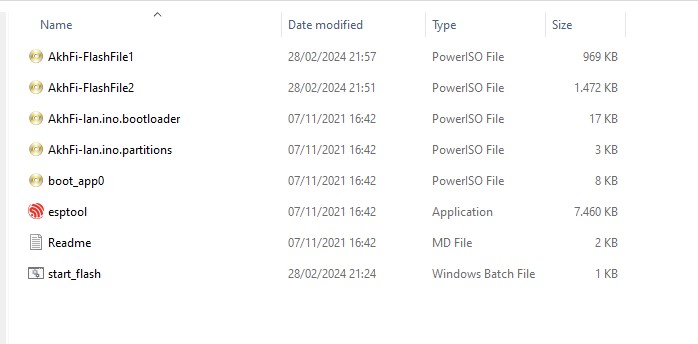 Name Date modified Type Size
AkhFi-FlashFile1 28/02/2024 21:57 PowerISO File 969 KB
AkhFi-FlashFile2 28/02/2024 21:51 PowerISO File 1.472 KB
AkhFi-lan.ino.bootloader 07/11/2021 16:42 PowerISO File 17 KB
AkhFi-lan.ino.partitions 07/11/2021 16:42 PowerISO File 3 KB
boot_app0 07/11/2021 16:42 PowerISO File 8 KB
esptool 07/11/2021 16:42 Application 7.460 KB
Readme 07/11/2021 16:42 MD File 2 KB
start_flash 28/02/2024 21:24 Windows Batch File 1 KB